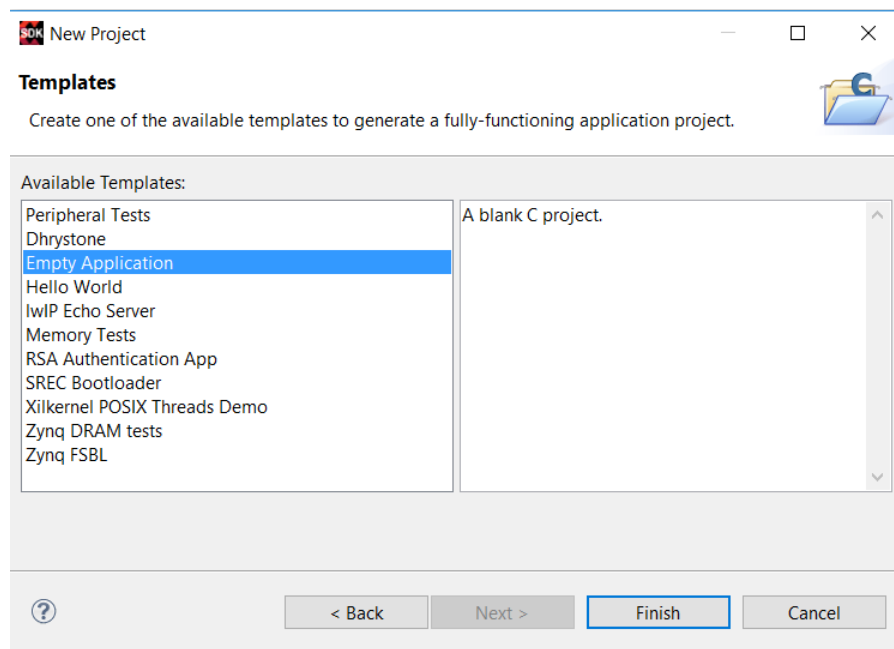 SDK New Project
Templates
Create one of the available templates to generate a fully-functioning application project.
C
Available Templates:
Peripheral Tests
Dhrystone
Empty Application
Hello World
lwIP Echo Server
Memory Tests
RSA Authentication App
SREC Bootloader
Xilkernel POSIX Threads Demo
Zynq DRAM tests
Zynq FSBL
A blank C project.
?
< Back
Next >
Finish
Cancel